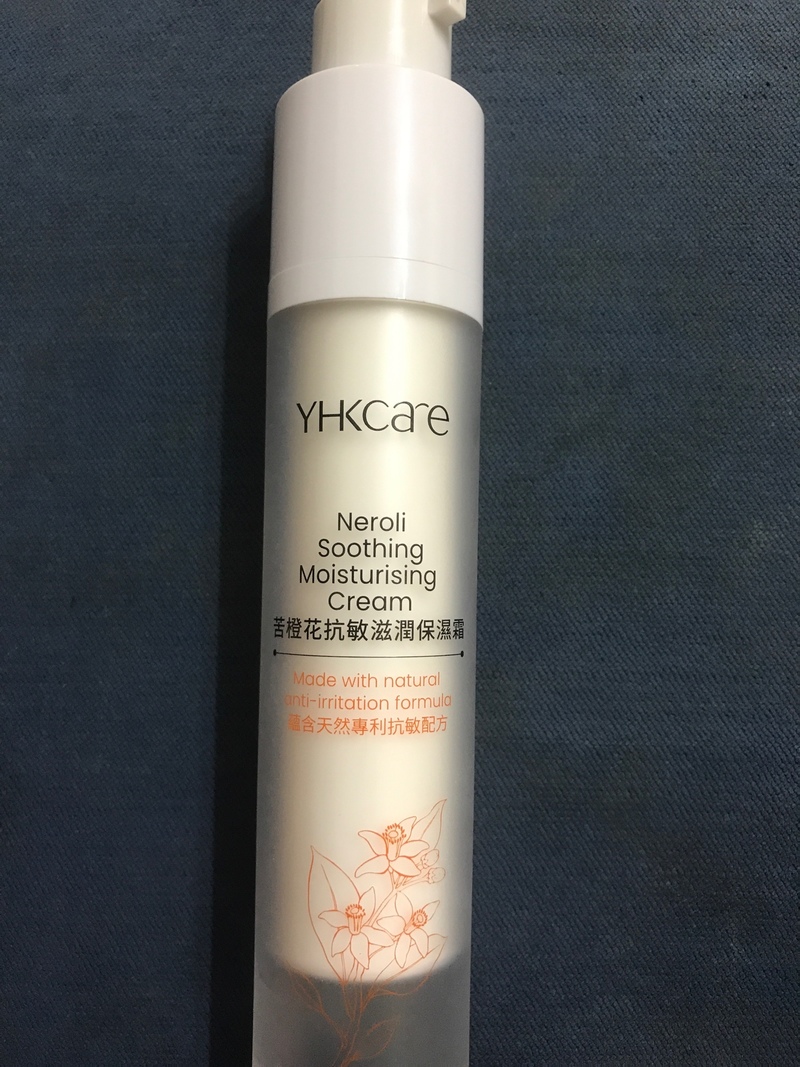 YHKCare
Neroli
Soothing
Moisturising
Cream
苦橙花抗敏滋潤保濕霜
Made with natural
anti-irritation formula
蘊含天然專利抗敏配方